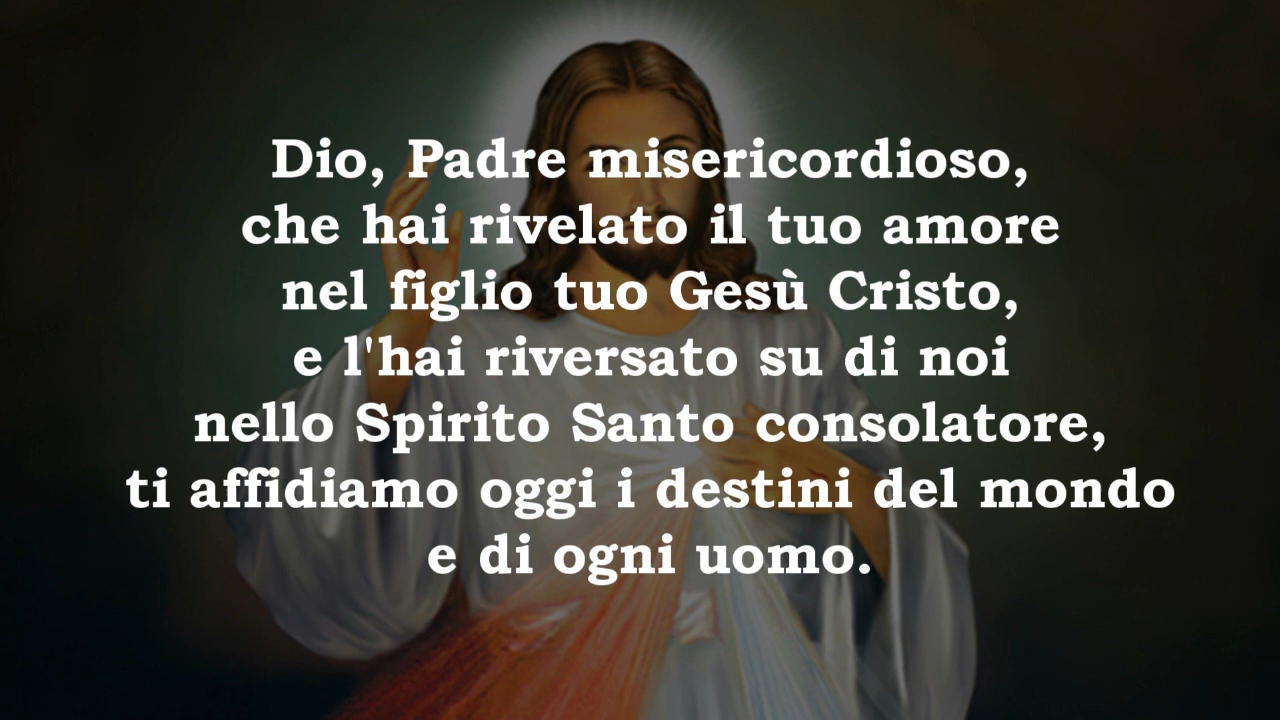 Dio, Padre misericordioso,
che hai rivelato il tuo amore
nel figlio tuo Gesù Cristo,
e l'hai riversato su di noi
nello Spirito Santo consolatore,
ti affidiamo oggi i destini del mondo
e di ogni uomo.